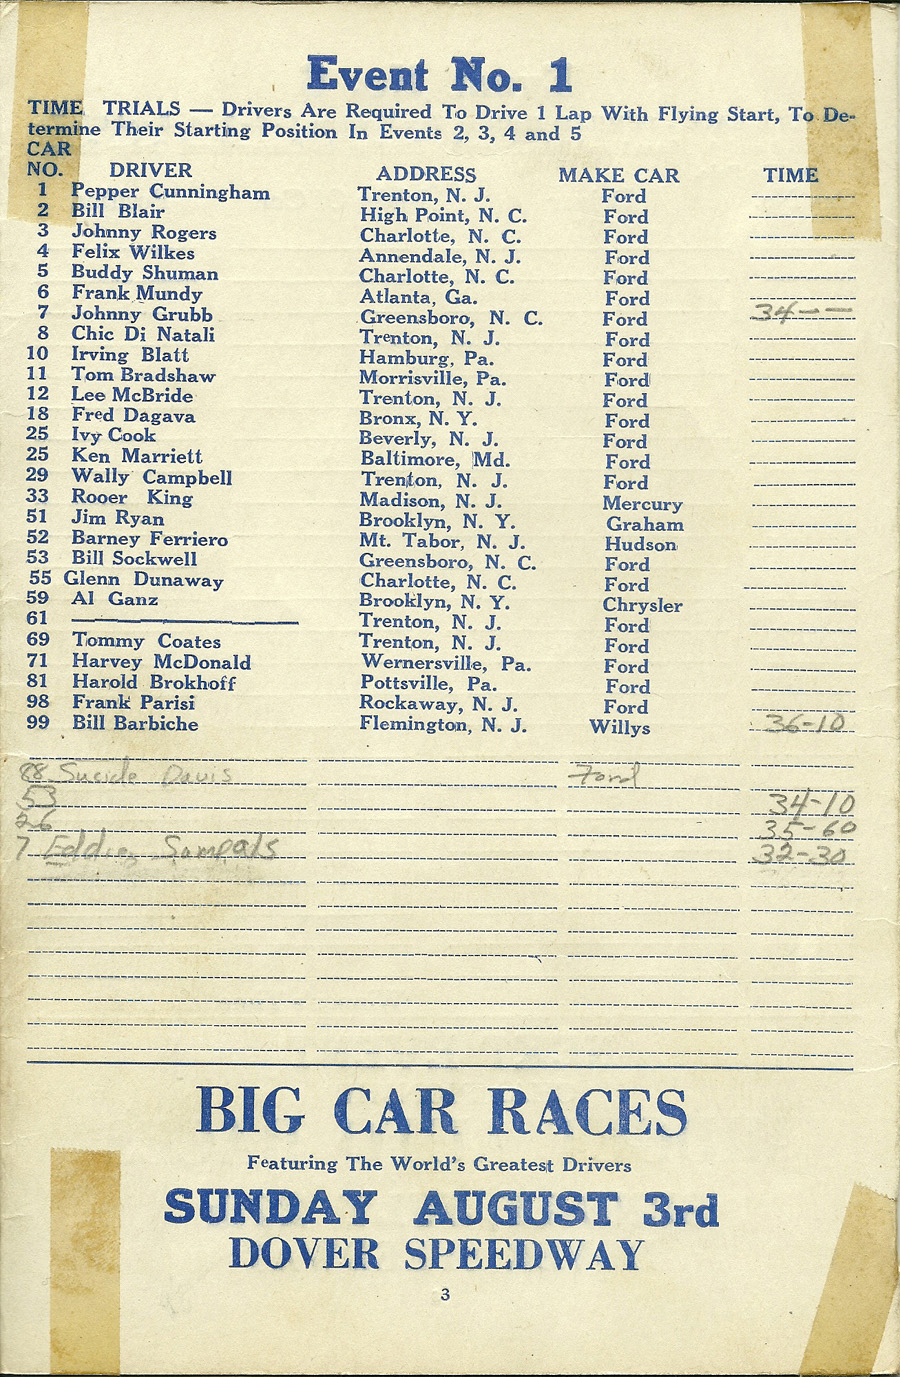 Event No. 1
TIME TRIALS — Drivers Are Required To Drive 1 Lap With Flying Start, To De-
termine Their Starting Position In Events 2, 3, 4 and 5
CAR
NO. DRIVER ADDRESS MAKE CAR TIME
1 Pepper Cunningham Trenton, N. J. Ford
2 Bill Blair High Point, N. C. Ford
3 Johnny Rogers Charlotte, N. C. Ford
4 Felix Wilkes Annendale, N. J. Ford
5 Buddy Shuman Charlotte, N. C. Ford
6 Frank Mundy Atlanta, Ga. Ford
7 Johnny Grubb Greensboro, N. C. Ford 34--
8 Chic Di Natali Trenton, N. J. Ford
10 Irving Blatt Hamburg, Pa. Ford
11 Tom Bradshaw Morrisville, Pa. Ford
12 Lee McBride Trenton, N. J. Ford
18 Fred Dagava Bronx, N. Y. Ford
25 Ivy Cook Beverly, N. J. Ford
25 Ken Marriett Baltimore, Md. Ford
29 Wally Campbell Trenton, N. J. Ford
33 Rooer King Madison, N. J. Mercury
51 Jim Ryan Brooklyn, N. Y. Graham
52 Barney Ferriero Mt. Tabor, N. J. Hudson
53 Bill Sockwell Greensboro, N. C. Ford
55 Glenn Dunaway Charlotte, N. C. Ford
59 Al Ganz Brooklyn, N. Y. Chrysler
61 Trenton, N. J. Ford
69 Tommy Coates Trenton, N. J. Ford
71 Harvey McDonald Wernersville, Pa. Ford
81 Harold Brokhoff Pottsville, Pa. Ford
98 Frank Parisi Rockaway, N. J. Ford
99 Bill Barbiche Flemington, N. J. Willys 36-10
88 Davis Ford
53 34-10
26 35-60
7 Eddie 32-30
BIG CAR RACES
Featuring The World's Greatest Drivers
SUNDAY AUGUST 3rd
DOVER SPEEDWAY
3